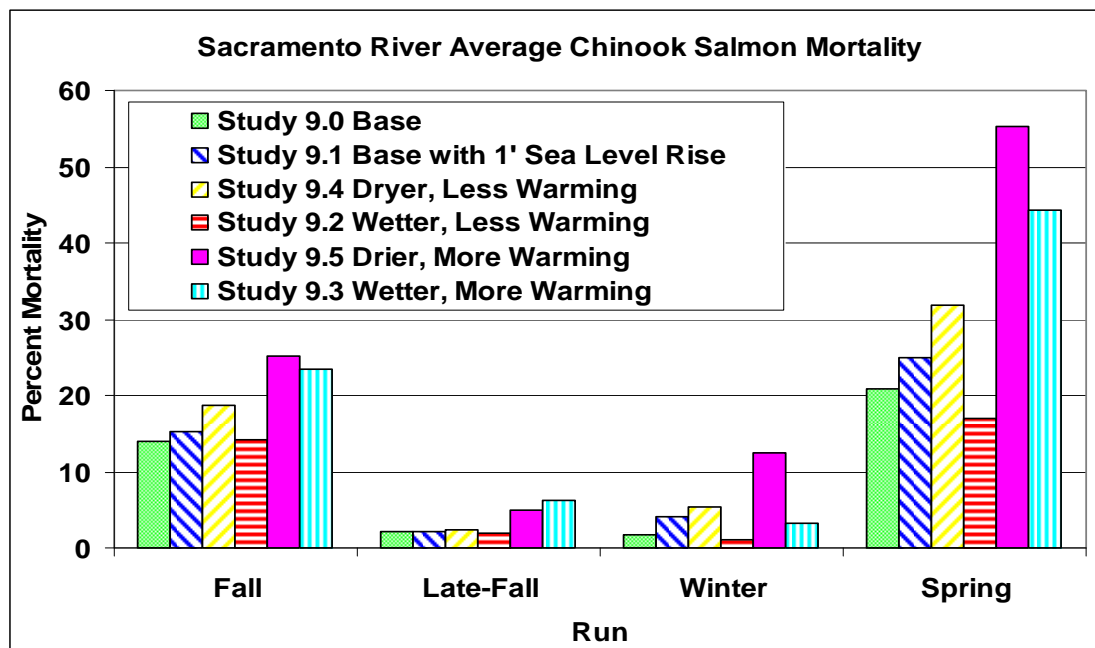 Sacramento River Average Chinook Salmon Mortality
Percent Mortality
60
50
40
30
20
10
0
Study 9.0 Base
Study 9.1 Base with 1' Sea Level Rise
Study 9.4 Dryer, Less Warming
Study 9.2 Wetter, Less Warming
Study 9.5 Drier, More Warming
Study 9.3 Wetter, More Warming
Fall Late-Fall Winter Spring
Run